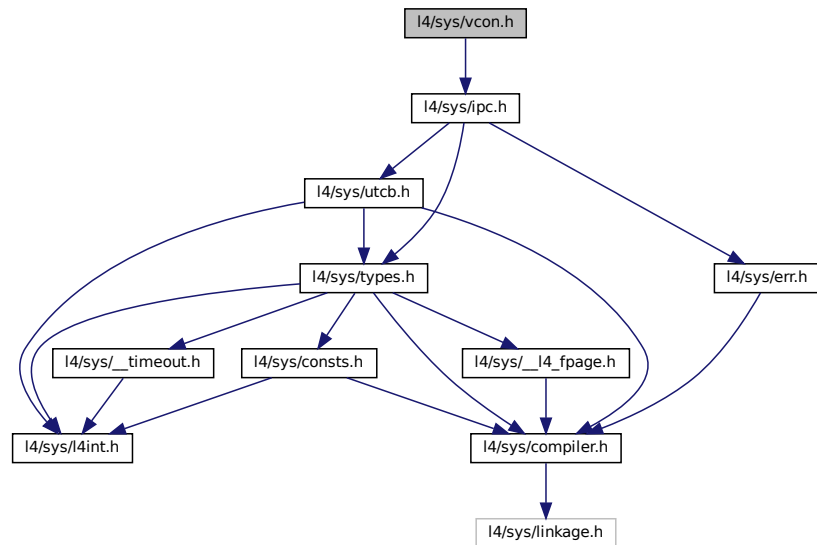 l4/sys/vcon.h
l4/sys/ipc.h
l4/sys/utcb.h
l4/sys/types.h
l4/sys/err.h
l4/sys/__timeout.h
l4/sys/consts.h
l4/sys/__l4_fpage.h
l4/sys/l4int.h
l4/sys/compiler.h
l4/sys/linkage.h